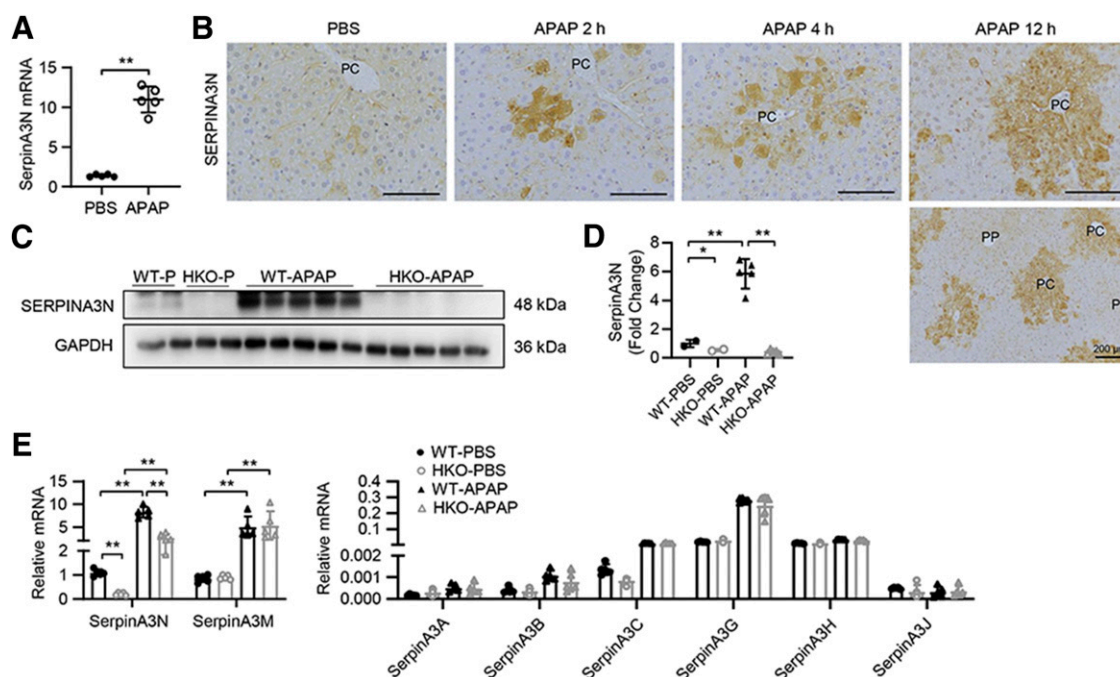 A
SerpinA3N mRNA
15
10
5
0
**
PBS APAP
B
PBS APAP 2 h APAP 4 h APAP 12 h
SERPINA3N
PC
PC
PC
PC
PP
PC
PC
P
200 µm
C
WT-P HKO-P WT-APAP HKO-APAP
SERPINA3N 48 kDa
GAPDH 36 kDa
D
SerpinA3N
(Fold Change)
8
6
4
2
0
** **
*
WT-PBS
HKO-PBS
WT-APAP
HKO-APAP
E
Relative mRNA
15
10
5
2
1
0
** **
** ** **
**
SerpinA3N SerpinA3M
WT-PBS
HKO-PBS
WT-APAP
HKO-APAP
Relative mRNA
0.4
0.3
0.2
0.1
0.002
0.001
0.000
SerpinA3A
SerpinA3B
SerpinA3C
SerpinA3G
SerpinA3H
SerpinA3J